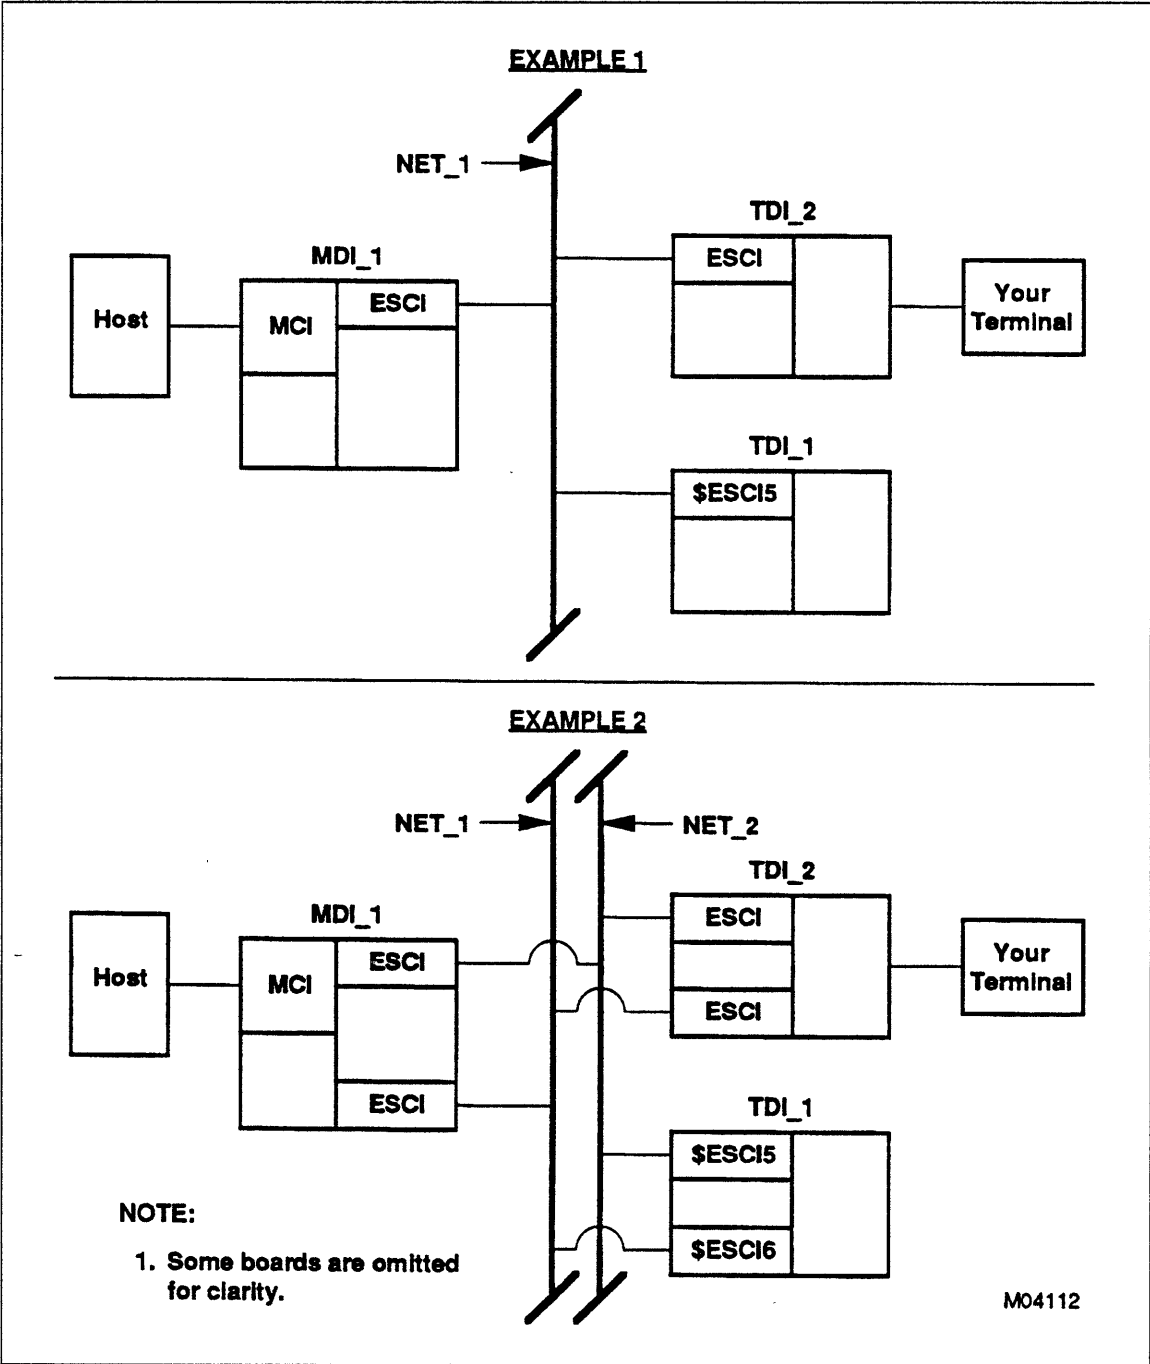 EXAMPLE 1
NET_1
TDI_2
MDI_1
ESCI
Host
MCI
ESCI
Your
Terminal
TDI_1
$ESCI5
EXAMPLE 2
NET_1
NET_2
TDI_2
MDI_1
ESCI
Host
MCI
ESCI
Your
Terminal
ESCI
ESCI
TDI_1
$ESCI5
$ESCI6
NOTE:
1. Some boards are omitted
for clarity.
M04112